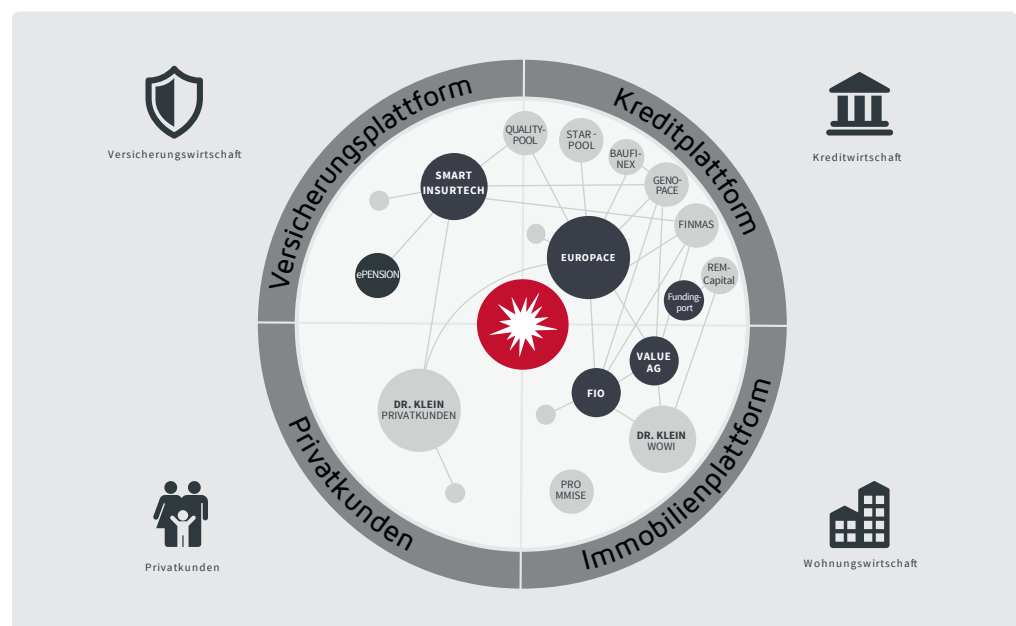 Versicherungsplattform
Kreditplattform
Versicherungswirtschaft
Kreditwirtschaft
QUALITY-
POOL
STAR -
POOL
BAUFI-
NEX
GENO-
PACE
SMART
INSURTECH
FINMAS
EUROPACE
REM-
Capital
ePENSION
Funding-
port
VALUE
AG
FIO
DR. KLEIN
PRIVATKUNDEN
DR. KLEIN
WOWI
PRO
MMISE
Privatkunden
Immobilienplattform
Privatkunden
Wohnungswirtschaft